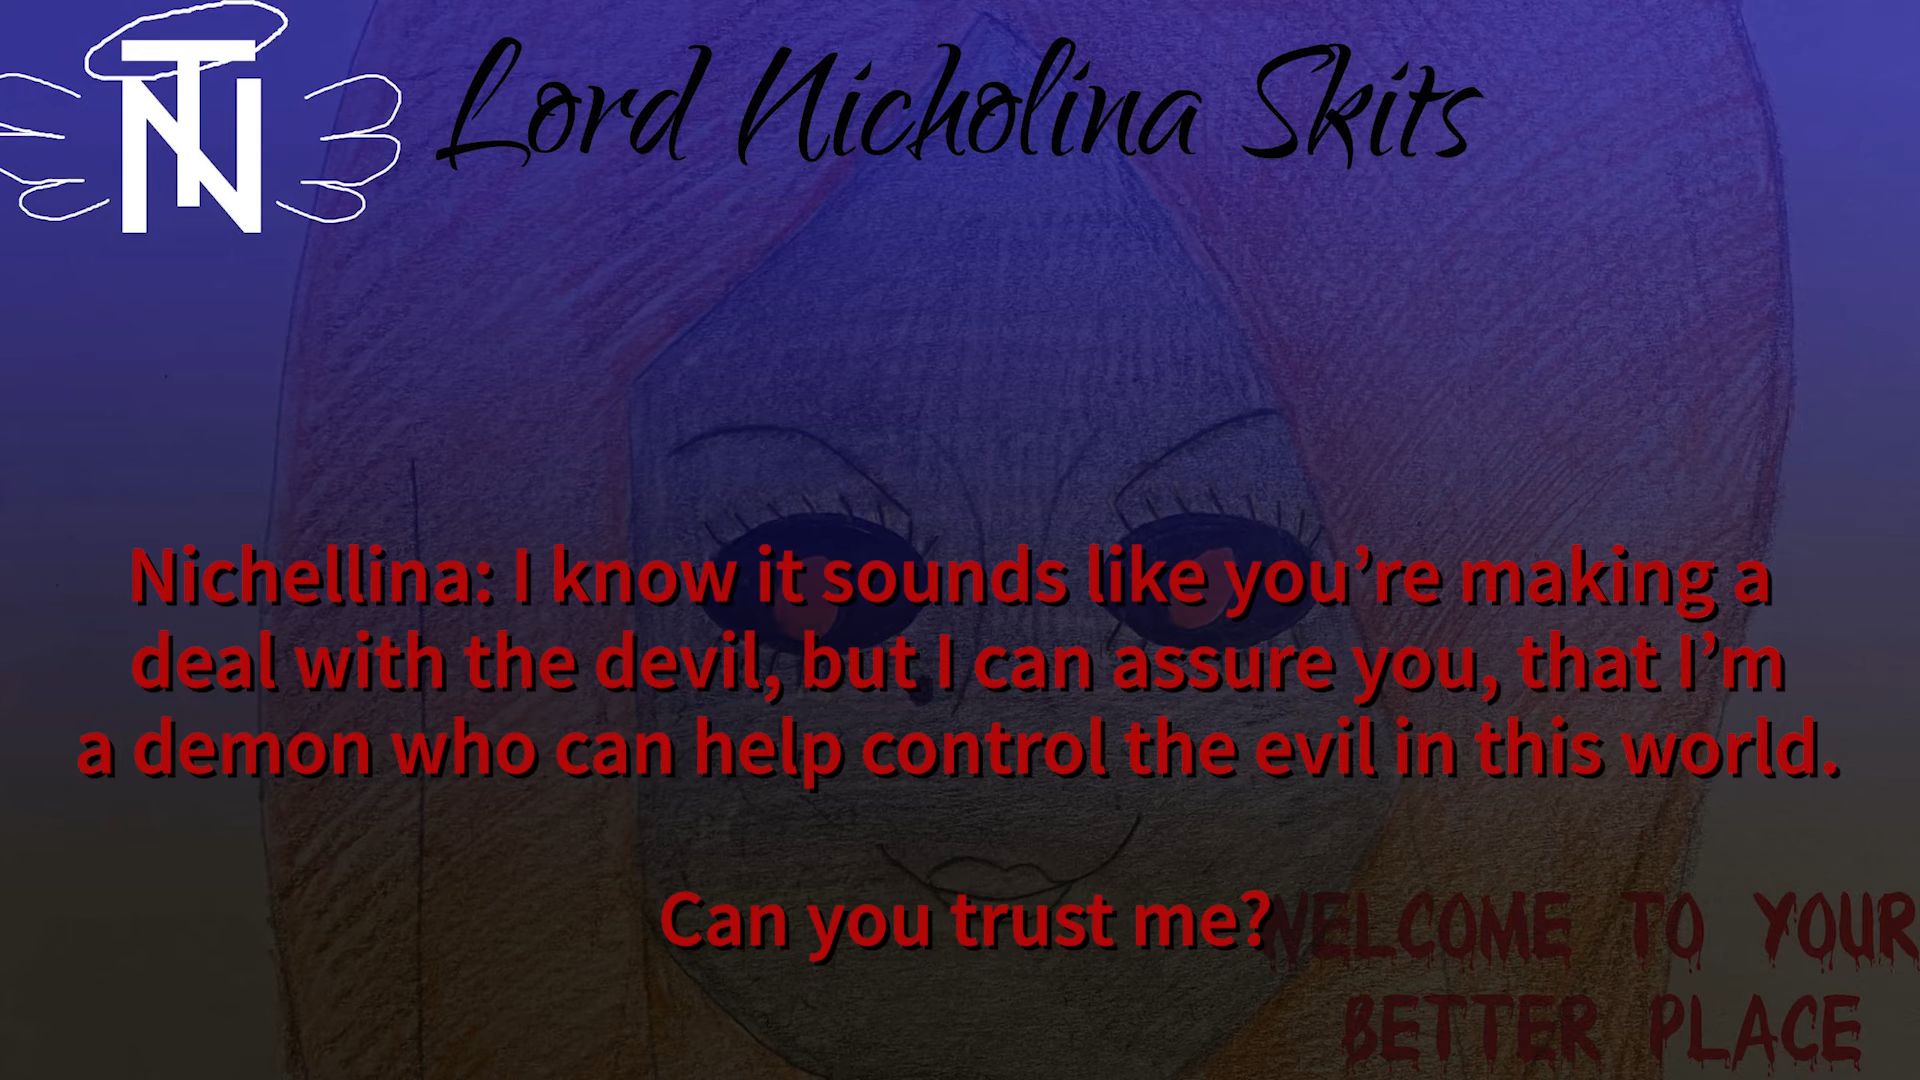 TN
Lord Nicholina Skits
Nichellina: I know it sounds like you’re making a
deal with the devil, but I can assure you, that I’m
a demon who can help control the evil in this world.
Can you trust me?
WELCOME TO YOUR
BETTER PLACE